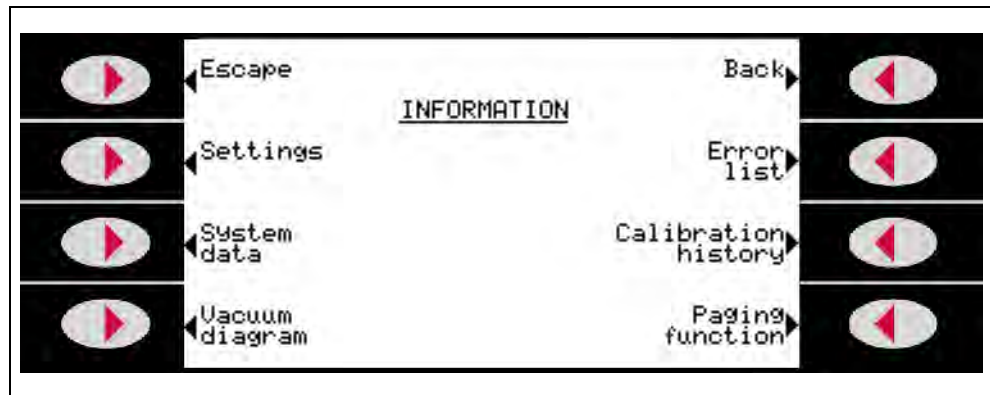 Escape
Back
INFORMATION
Settings
Error
list
System
data
Calibration
history
Vacuum
diagram
Paging
function